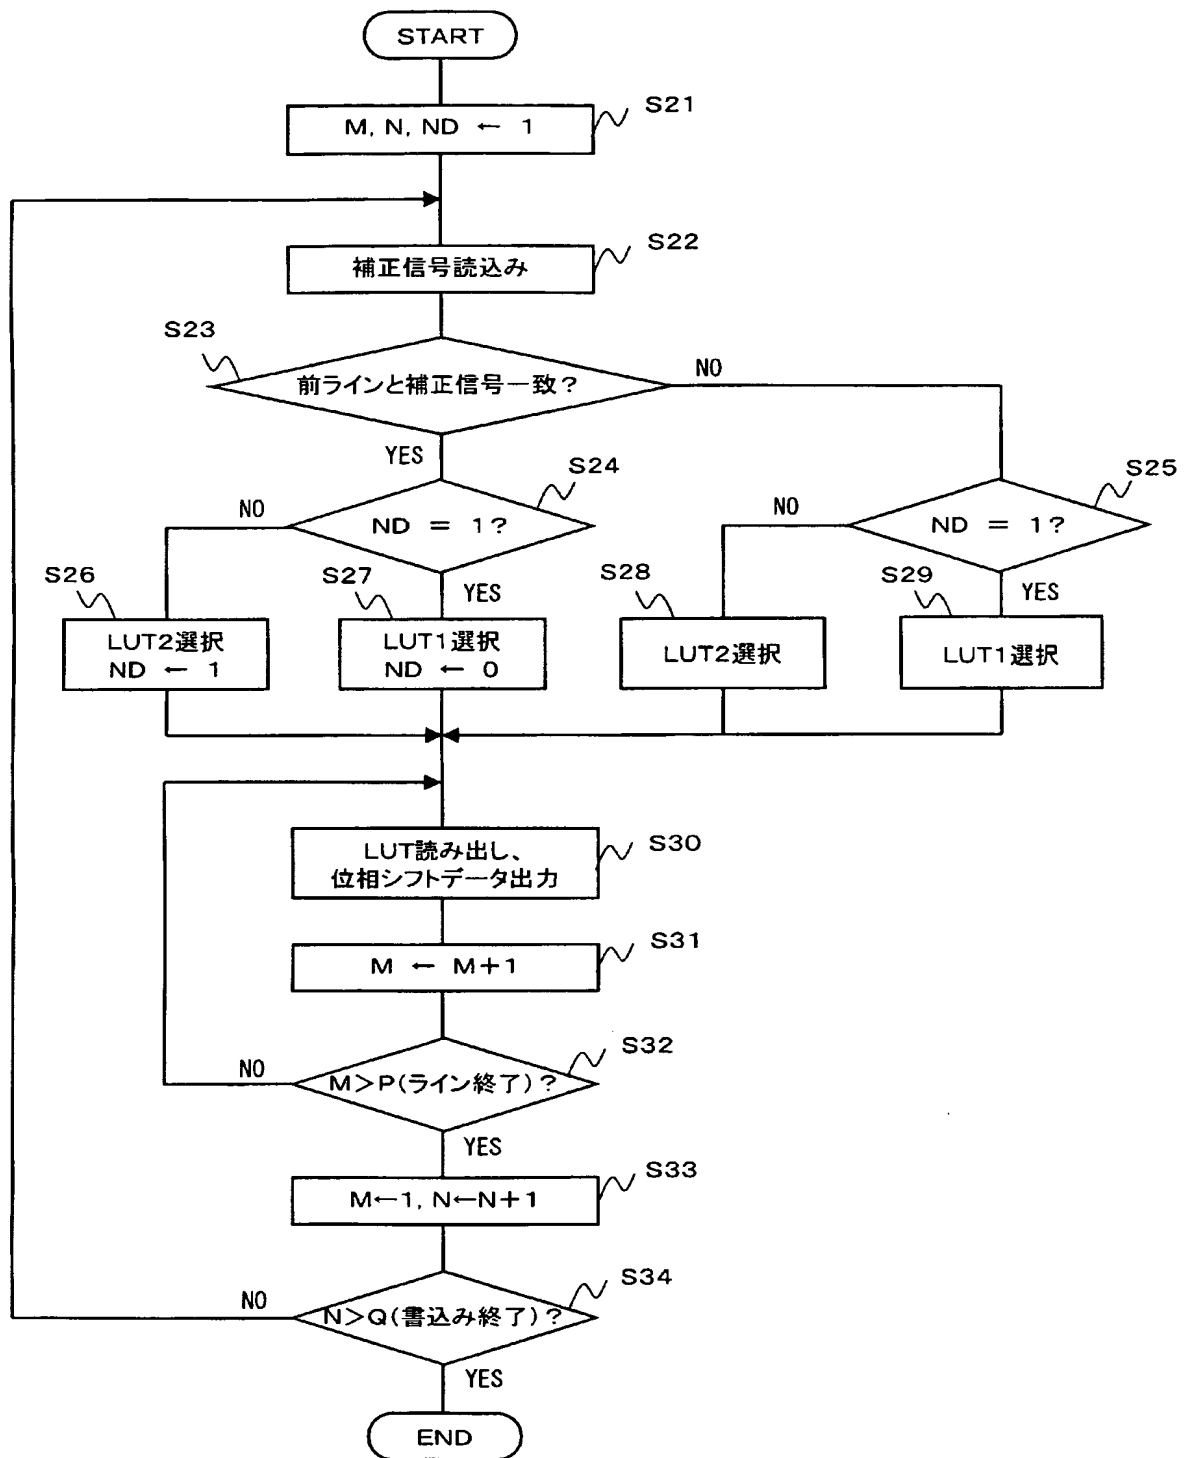 START
S21
M, N, ND ← 1
S22
補正信号読込み
S23
前ラインと補正信号一致?
NO
YES
S24
S25
NO
ND = 1?
NO
ND = 1?
S26
S27
YES
S28
S29
YES
LUT2選択
ND ← 1
LUT1選択
ND ← 0
LUT2選択
LUT1選択
S30
LUT読み出し、
位相シフトデータ出力
S31
M ← M+1
S32
NO
M>P(ライン終了)?
YES
S33
M←1, N←N+1
S34
NO
N>Q(書込み終了)?
YES
END